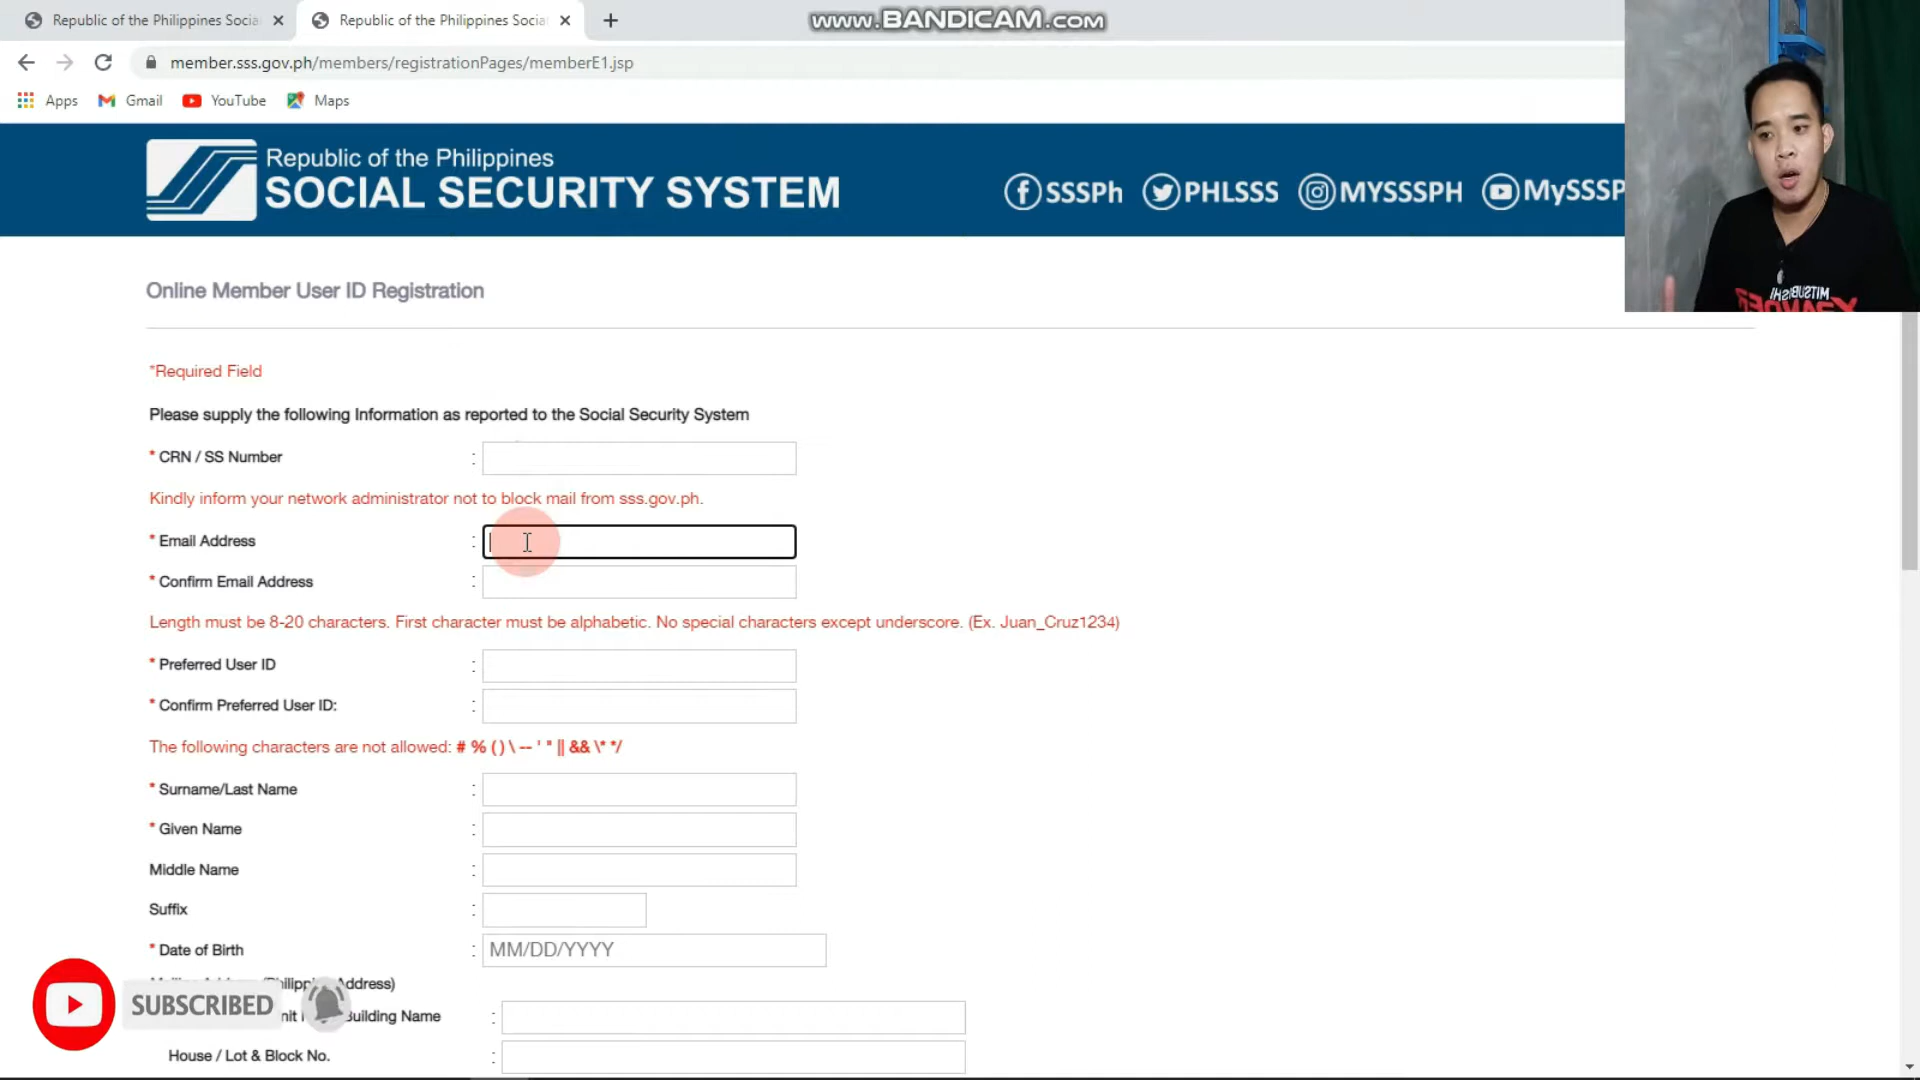 Republic of the Philippines Socia
Republic of the Philippines Socia
www.BANDICAM.com
member.sss.gov.ph/members/registrationPages/memberE1.jsp
Apps Gmail YouTube Maps
Republic of the Philippines
SOCIAL SECURITY SYSTEM
SSSPh PHLSSS MYSSSPH MySSSP
MITSUBISHI
Online Member User ID Registration
*Required Field
Please supply the following Information as reported to the Social Security System
* CRN / SS Number :
Kindly inform your network administrator not to block mail from sss.gov.ph.
* Email Address :
* Confirm Email Address :
Length must be 8-20 characters. First character must be alphabetic. No special characters except underscore. (Ex. Juan_Cruz1234)
* Preferred User ID :
* Confirm Preferred User ID: :
The following characters are not allowed: # % ( ) \ -- ' " || && \* */
* Surname/Last Name :
* Given Name :
Middle Name :
Suffix :
* Date of Birth : MM/DD/YYYY
Address)
SUBSCRIBED
Building Name :
House / Lot & Block No. :